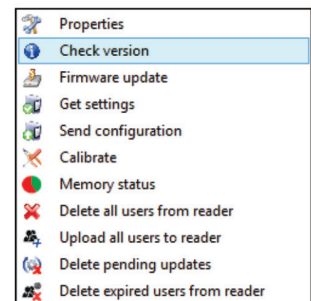 Properties
Check version
Firmware update
Get settings
Send configuration
Calibrate
Memory status
Delete all users from reader
Upload all users to reader
Delete pending updates
Delete expired users from reader